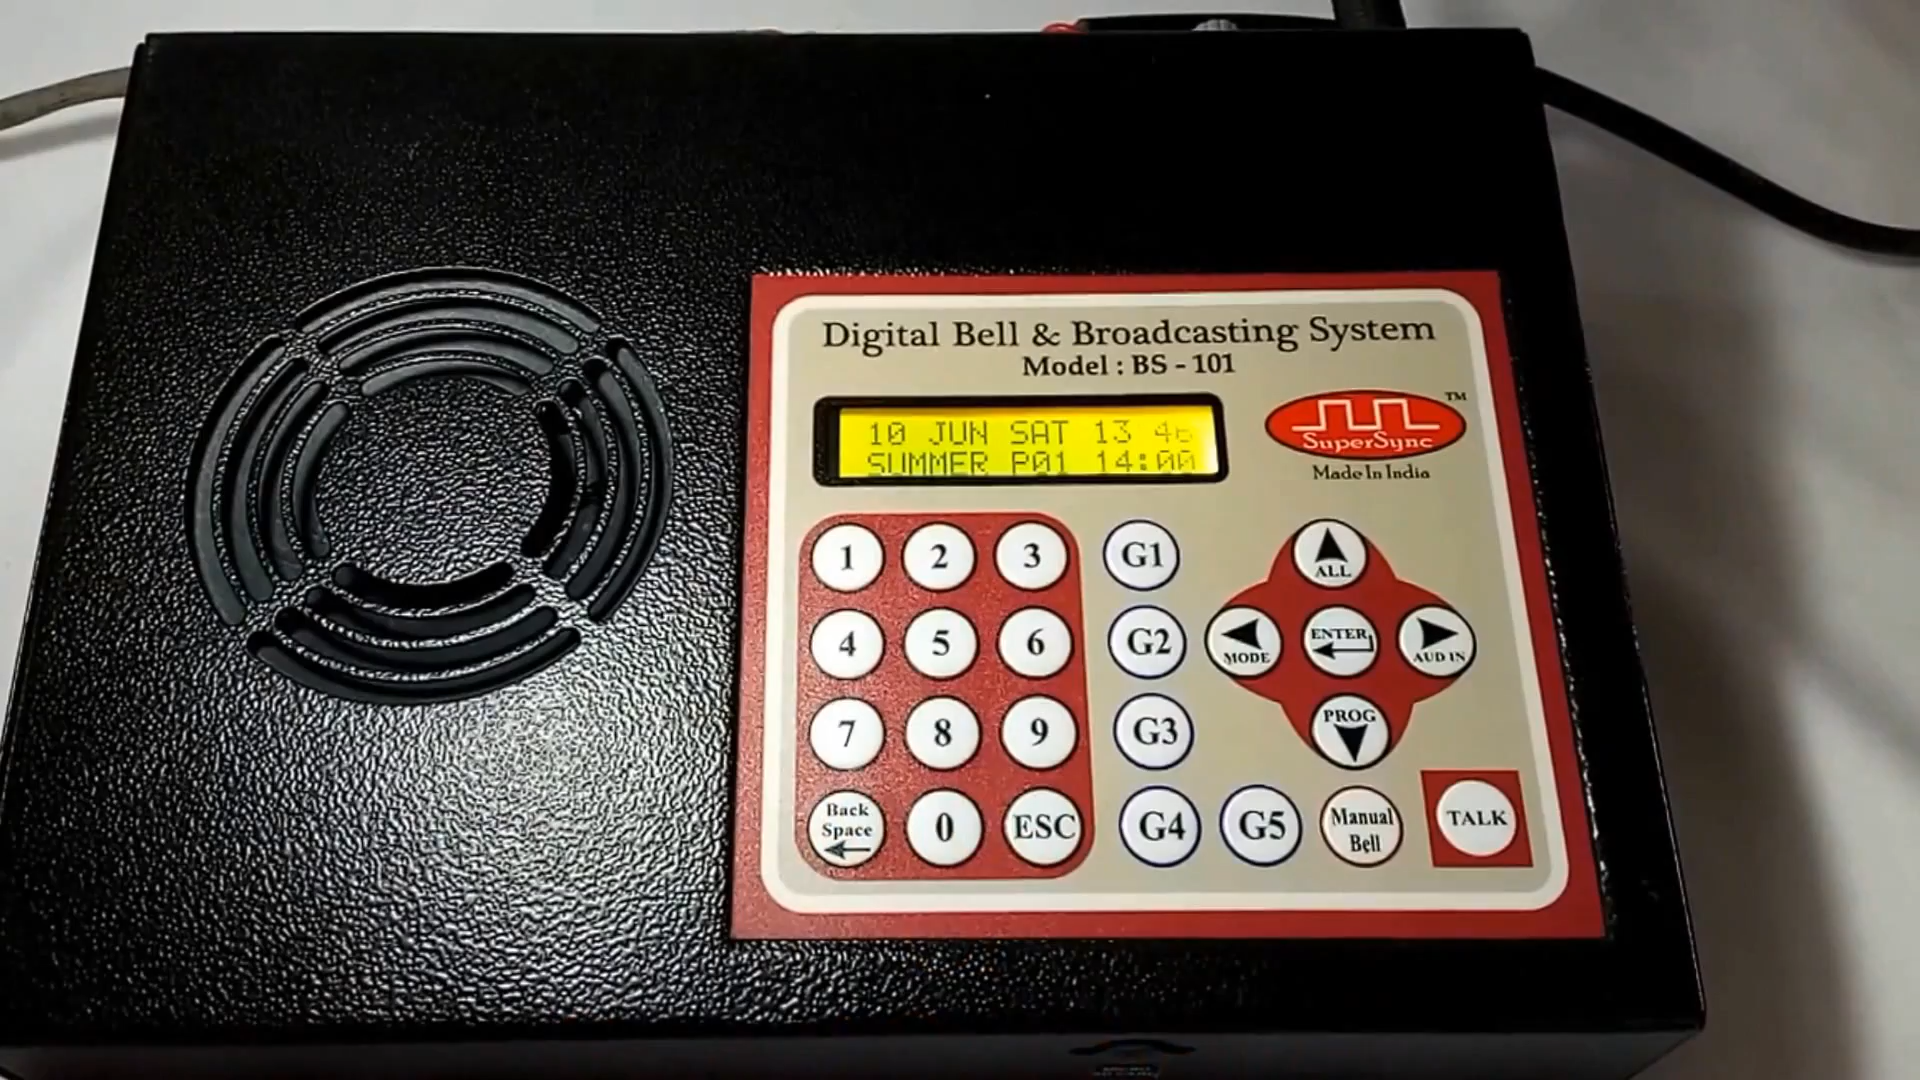 Digital Bell & Broadcasting System
Model : BS - 101
10 JUN SAT 13 46
SUMMER P01 14:00
SuperSync
TM
Made In India
1 2 3 G1
ALL
4 5 6 G2
MODE
ENTER
AUD IN
7 8 9 G3
PROG
Back
Space
0 ESC G4 G5
Manual
Bell
TALK